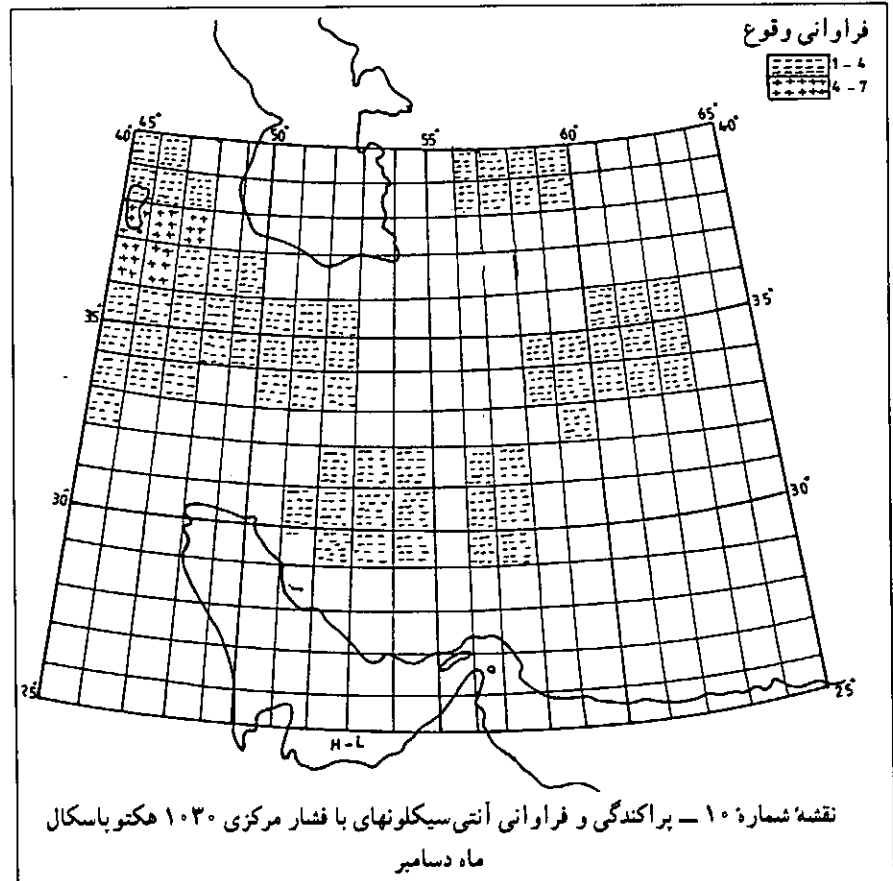 فراوانی وقوع
1 - 4
4 - 7
40° 45° 50° 55° 60° 65° 40°
35° 35°
30° 30°
25° 25°
H-L
نقشهٔ شمارهٔ ۱۰ — پراکندگی و فراوانی آنتی‌سیکلونهای با فشار مرکزی ۱۰۳۰ هکتوپاسکال
ماه دسامبر